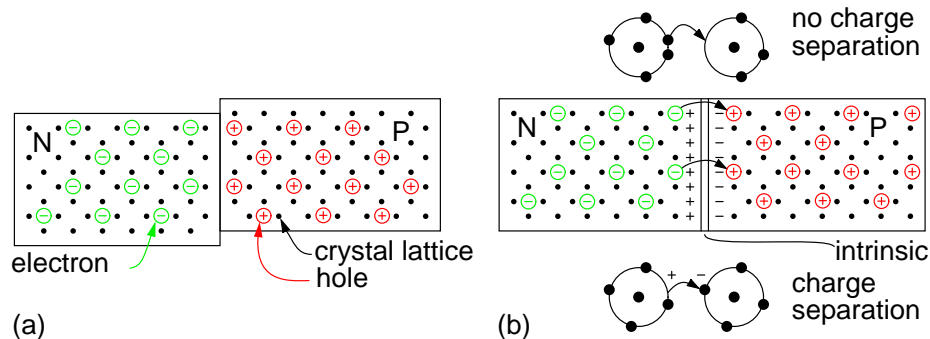 N
P
electron
crystal lattice
hole
(a)
no charge
separation
N
P
intrinsic
charge
separation
(b)